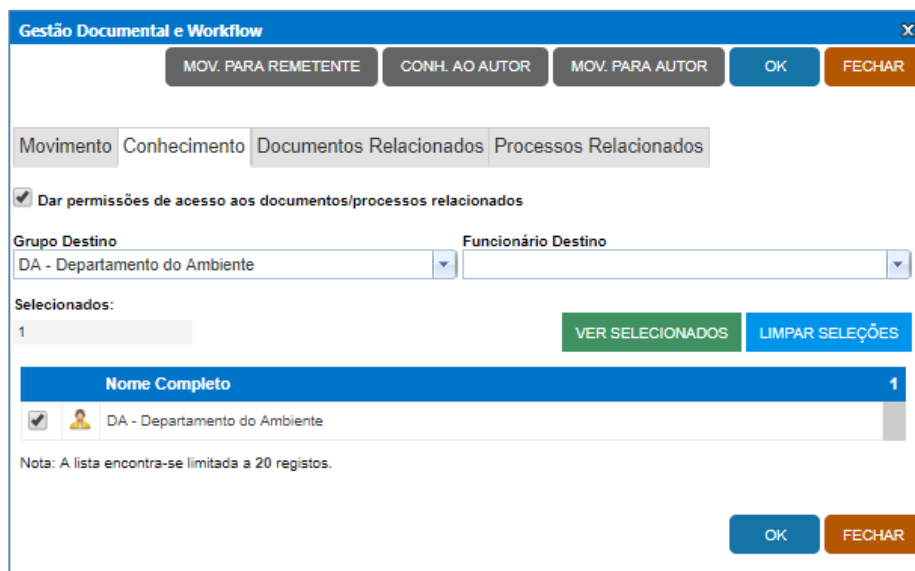 Gestão Documental e Workflow X
MOV. PARA REMETENTE CONH. AO AUTOR MOV. PARA AUTOR OK FECHAR
Movimento Conhecimento Documentos Relacionados Processos Relacionados
Dar permissões de acesso aos documentos/processos relacionados
Grupo Destino Funcionário Destino
DA - Departamento do Ambiente
Selecionados:
1 VER SELECIONADOS LIMPAR SELEÇÕES
Nome Completo 1
DA - Departamento do Ambiente
Nota: A lista encontra-se limitada a 20 registos.
OK FECHAR